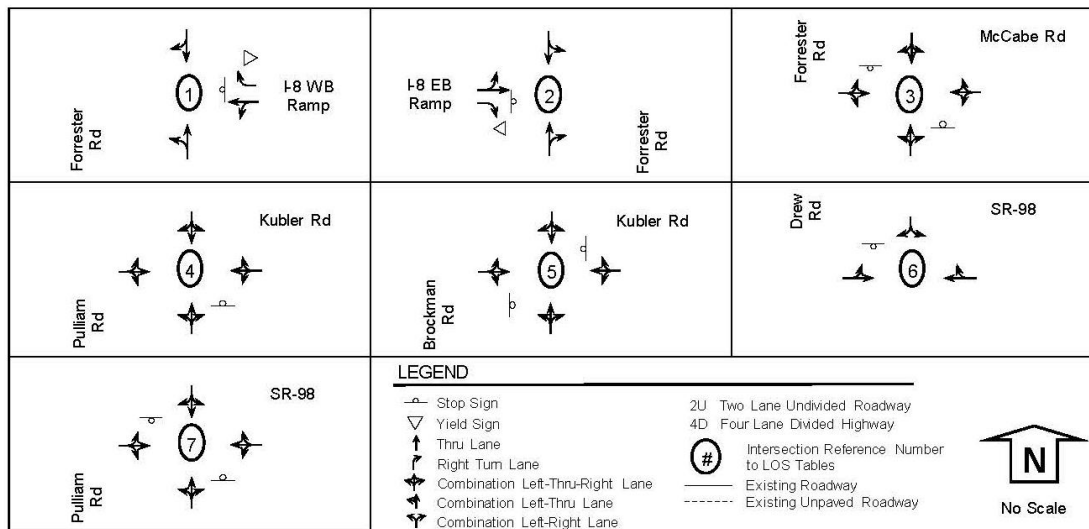 1
I-8 WB
Ramp
Forrester
Rd
I-8 EB
Ramp
2
Forrester
Rd
Forrester
Rd
McCabe Rd
3
Kubler Rd
4
Pulliam
Rd
Kubler Rd
5
Brockman
Rd
Drew
Rd
SR-98
6
SR-98
7
Pulliam
Rd
LEGEND
Stop Sign
Yield Sign
Thru Lane
Right Turn Lane
Combination Left-Thru-Right Lane
Combination Left-Thru Lane
Combination Left-Right Lane
2U Two Lane Undivided Roadway
4D Four Lane Divided Highway
# Intersection Reference Number
to LOS Tables
Existing Roadway
Existing Unpaved Roadway
N
No Scale